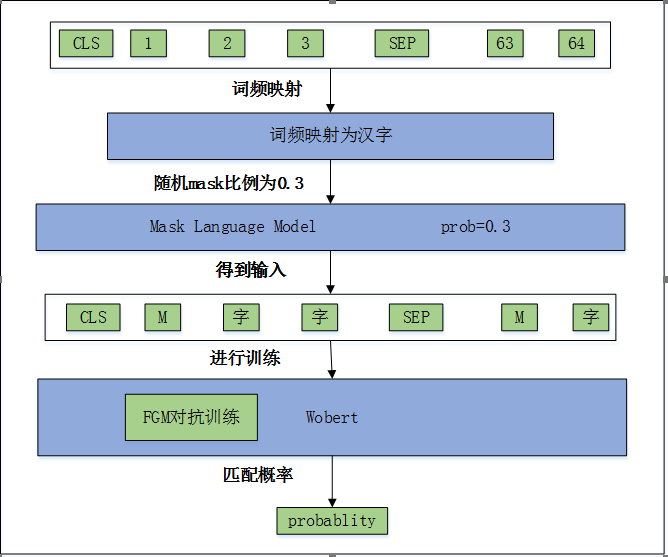 CLS 1 2 3 SEP 63 64
词频映射
词频映射为汉字
随机mask比例为0.3
Mask Language Model prob=0.3
得到输入
CLS M 字 字 SEP M 字
进行训练
FGM对抗训练 Wobert
匹配概率
probablity